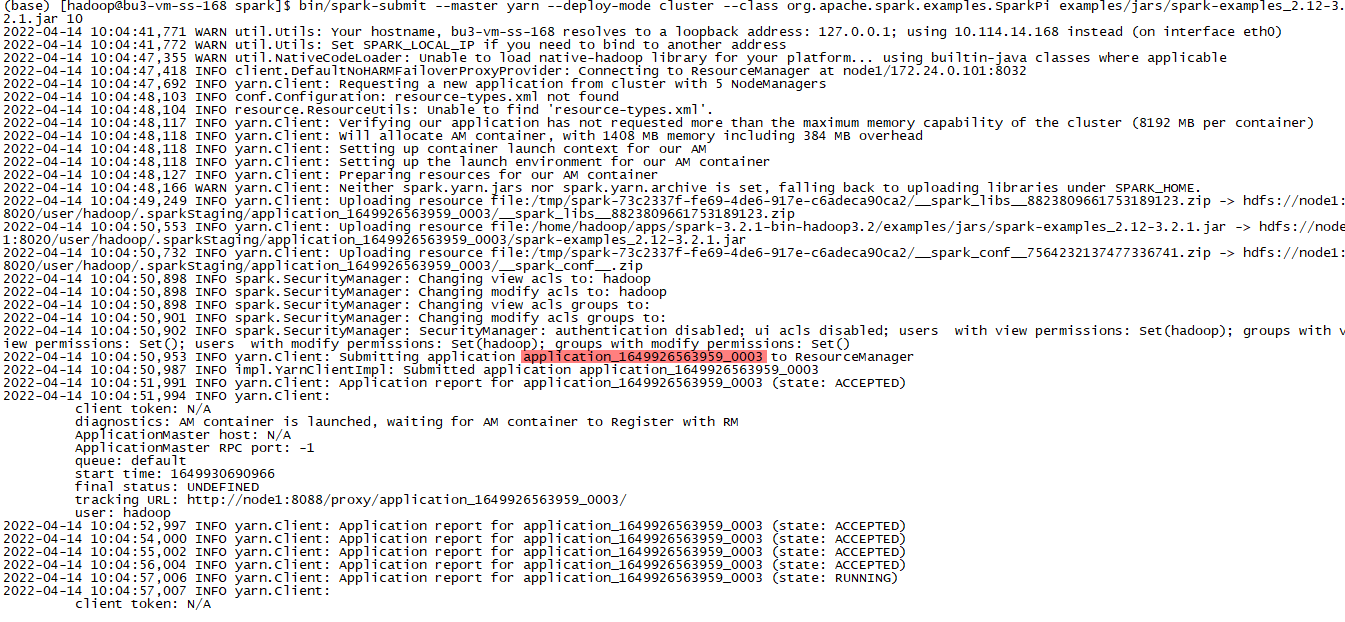 (base) [hadoop@bu3-vm-ss-168 spark]$ bin/spark-submit --master yarn --deploy-mode cluster --class org.apache.spark.examples.SparkPi examples/jars/spark-examples_2.12-3.
2.1.jar 10
2022-04-14 10:04:41,771 WARN util.Utils: Your hostname, bu3-vm-ss-168 resolves to a loopback address: 127.0.0.1; using 10.114.14.168 instead (on interface eth0)
2022-04-14 10:04:41,772 WARN util.Utils: Set SPARK_LOCAL_IP if you need to bind to another address
2022-04-14 10:04:47,355 WARN util.NativeCodeLoader: Unable to load native-hadoop library for your platform... using builtin-java classes where applicable
2022-04-14 10:04:47,418 INFO client.DefaultNoHARMFailoverProxyProvider: Connecting to ResourceManager at node1/172.24.0.101:8032
2022-04-14 10:04:47,692 INFO yarn.Client: Requesting a new application from cluster with 5 NodeManagers
2022-04-14 10:04:48,103 INFO conf.Configuration: resource-types.xml not found
2022-04-14 10:04:48,104 INFO resource.ResourceUtils: Unable to find 'resource-types.xml'.
2022-04-14 10:04:48,117 INFO yarn.Client: Verifying our application has not requested more than the maximum memory capability of the cluster (8192 MB per container)
2022-04-14 10:04:48,118 INFO yarn.Client: Will allocate AM container, with 1408 MB memory including 384 MB overhead
2022-04-14 10:04:48,118 INFO yarn.Client: Setting up container launch context for our AM
2022-04-14 10:04:48,118 INFO yarn.Client: Setting up the launch environment for our AM container
2022-04-14 10:04:48,127 INFO yarn.Client: Preparing resources for our AM container
2022-04-14 10:04:48,166 WARN yarn.Client: Neither spark.yarn.jars nor spark.yarn.archive is set, falling back to uploading libraries under SPARK_HOME.
2022-04-14 10:04:49,249 INFO yarn.Client: Uploading resource file:/tmp/spark-73c2337f-fe69-4de6-917e-c6adeca90ca2/__spark_libs__8823809661753189123.zip -> hdfs://node1:
8020/user/hadoop/.sparkStaging/application_1649926563959_0003/__spark_libs__8823809661753189123.zip
2022-04-14 10:04:50,553 INFO yarn.Client: Uploading resource file:/home/hadoop/apps/spark-3.2.1-bin-hadoop3.2/examples/jars/spark-examples_2.12-3.2.1.jar -> hdfs://node
1:8020/user/hadoop/.sparkStaging/application_1649926563959_0003/spark-examples_2.12-3.2.1.jar
2022-04-14 10:04:50,732 INFO yarn.Client: Uploading resource file:/tmp/spark-73c2337f-fe69-4de6-917e-c6adeca90ca2/__spark_conf__7564232137477336741.zip -> hdfs://node1:
8020/user/hadoop/.sparkStaging/application_1649926563959_0003/__spark_conf__.zip
2022-04-14 10:04:50,898 INFO spark.SecurityManager: Changing view acls to: hadoop
2022-04-14 10:04:50,898 INFO spark.SecurityManager: Changing modify acls to: hadoop
2022-04-14 10:04:50,898 INFO spark.SecurityManager: Changing view acls groups to:
2022-04-14 10:04:50,901 INFO spark.SecurityManager: Changing modify acls groups to:
2022-04-14 10:04:50,902 INFO spark.SecurityManager: SecurityManager: authentication disabled; ui acls disabled; users  with view permissions: Set(hadoop); groups with v
iew permissions: Set(); users  with modify permissions: Set(hadoop); groups with modify permissions: Set()
2022-04-14 10:04:50,953 INFO yarn.Client: Submitting application application_1649926563959_0003 to ResourceManager
2022-04-14 10:04:50,987 INFO impl.YarnClientImpl: Submitted application application_1649926563959_0003
2022-04-14 10:04:51,991 INFO yarn.Client: Application report for application_1649926563959_0003 (state: ACCEPTED)
2022-04-14 10:04:51,994 INFO yarn.Client:
client token: N/A
diagnostics: AM container is launched, waiting for AM container to Register with RM
ApplicationMaster host: N/A
ApplicationMaster RPC port: -1
queue: default
start time: 1649930690966
final status: UNDEFINED
tracking URL: http://node1:8088/proxy/application_1649926563959_0003/
user: hadoop
2022-04-14 10:04:52,997 INFO yarn.Client: Application report for application_1649926563959_0003 (state: ACCEPTED)
2022-04-14 10:04:54,000 INFO yarn.Client: Application report for application_1649926563959_0003 (state: ACCEPTED)
2022-04-14 10:04:55,002 INFO yarn.Client: Application report for application_1649926563959_0003 (state: ACCEPTED)
2022-04-14 10:04:56,004 INFO yarn.Client: Application report for application_1649926563959_0003 (state: ACCEPTED)
2022-04-14 10:04:57,006 INFO yarn.Client: Application report for application_1649926563959_0003 (state: RUNNING)
2022-04-14 10:04:57,007 INFO yarn.Client:
client token: N/A